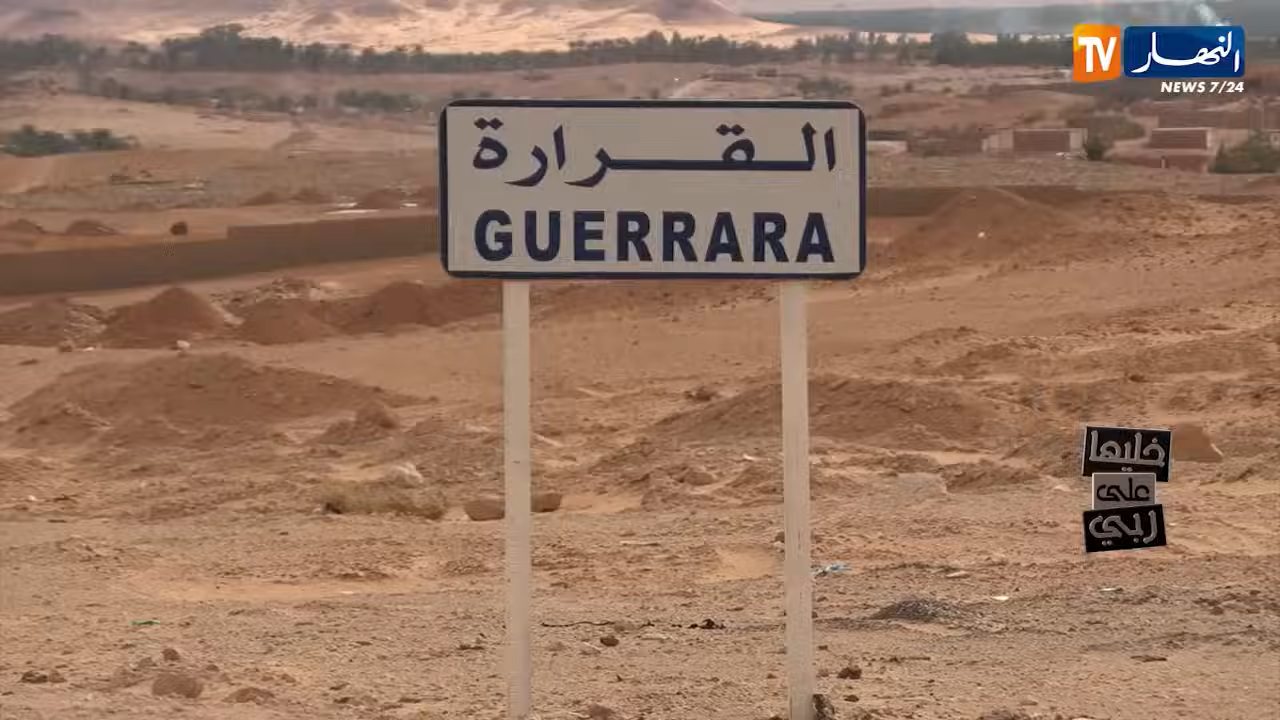 TV النهار
NEWS 7/24
القرارة
GUERRARA
خليها
على
ربي